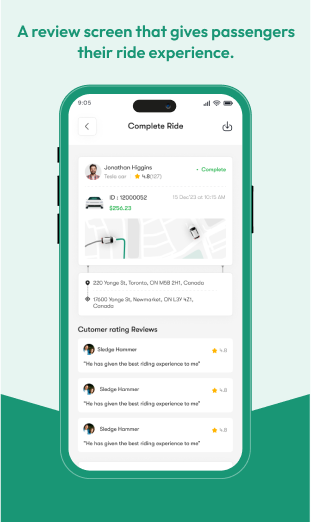 A review screen that gives passengers
their ride experience.
9:05
Complete Ride
Jonathan Higgins
Complete
Tesla car
4.8(127)
ID : 12000052
15 Dec'23 at 10:15 AM
$256.23
220 Yonge St, Toronto, ON M5B 2H1, Canada
17600 Yonge St, Newmarket, ON L3Y 4Z1,
Canada
Cutomer rating Reviews
Sledge Hammer
4.8
"He has given the best riding experience to me"
Sledge Hammer
4.8
"He has given the best riding experience to me"
Sledge Hammer
4.8
"He has given the best riding experience to me"